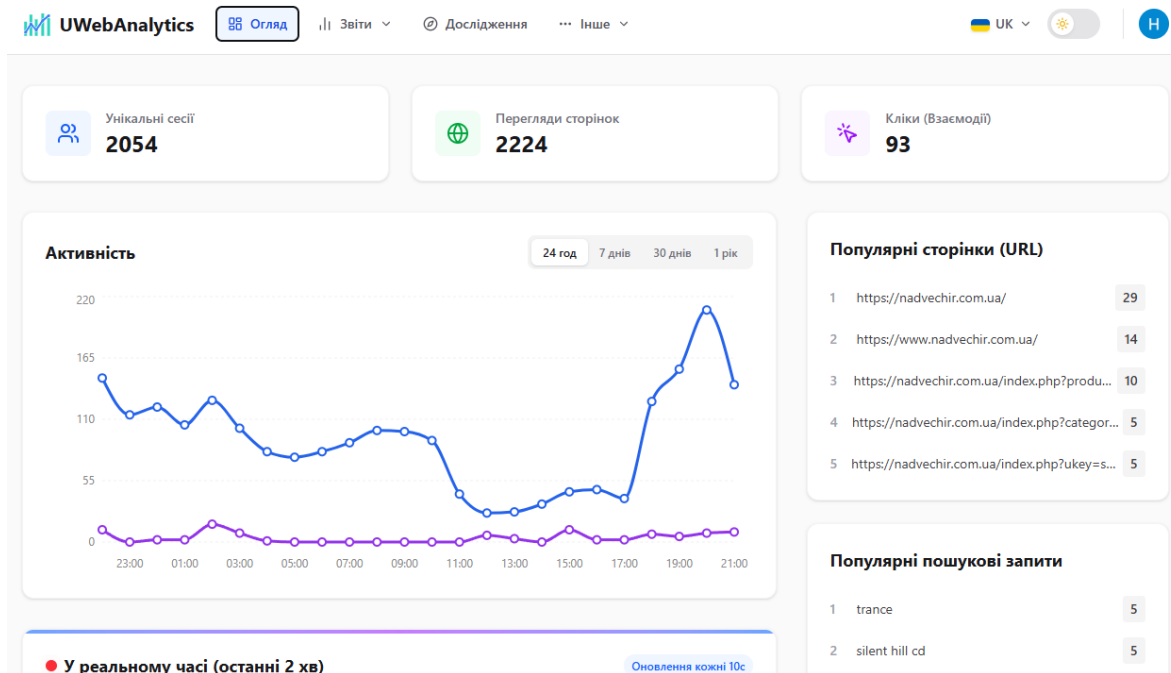 UWebAnalytics
Огляд
Звіти
Дослідження
Інше
UK
Н
Унікальні сесії
2054
Перегляди сторінок
2224
Кліки (Взаємодії)
93
Активність
24 год 7 днів 30 днів 1 рік
220
165
110
55
0
23:00 01:00 03:00 05:00 07:00 09:00 11:00 13:00 15:00 17:00 19:00 21:00
Популярні сторінки (URL)
1 https://nadvechir.com.ua/ 29
2 https://www.nadvechir.com.ua/ 14
3 https://nadvechir.com.ua/index.php?produ... 10
4 https://nadvechir.com.ua/index.php?categor... 5
5 https://nadvechir.com.ua/index.php?ukey=s... 5
Популярні пошукові запити
1 trance 5
2 silent hill cd 5
У реальному часі (останні 2 хв)
Оновлення кожні 10с